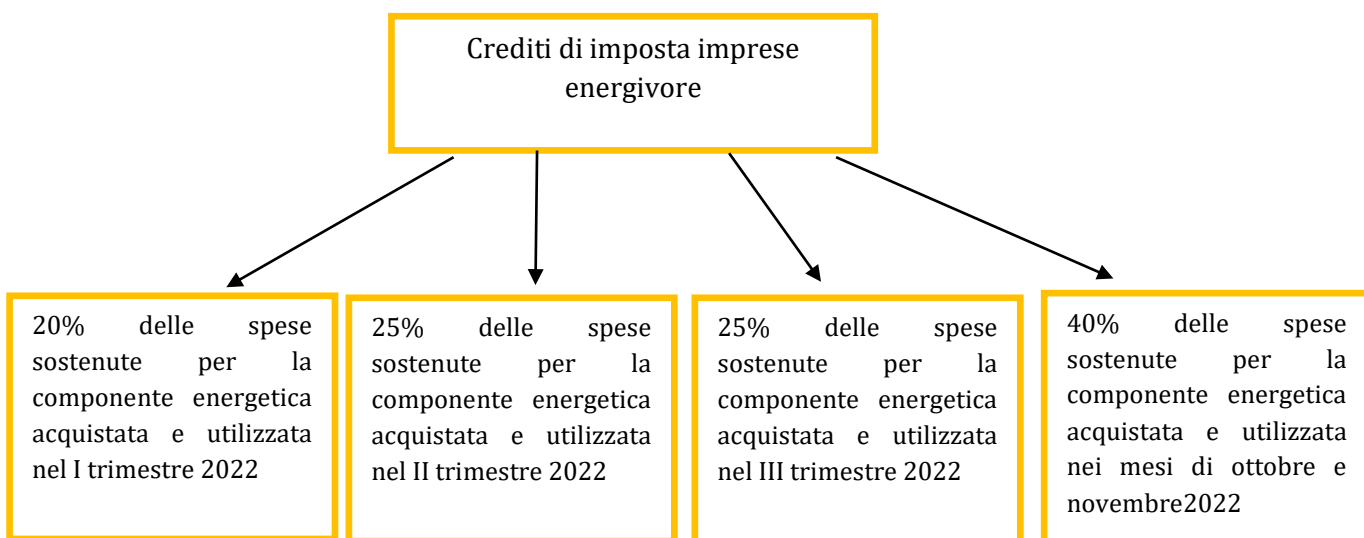 Crediti di imposta imprese
energivore
20% delle spese
sostenute per la
componente energetica
acquistata e utilizzata
nel I trimestre 2022
25% delle spese
sostenute per la
componente energetica
acquistata e utilizzata
nel II trimestre 2022
25% delle spese
sostenute per la
componente energetica
acquistata e utilizzata
nel III trimestre 2022
40% delle spese
sostenute per la
componente energetica
acquistata e utilizzata
nei mesi di ottobre e
novembre2022